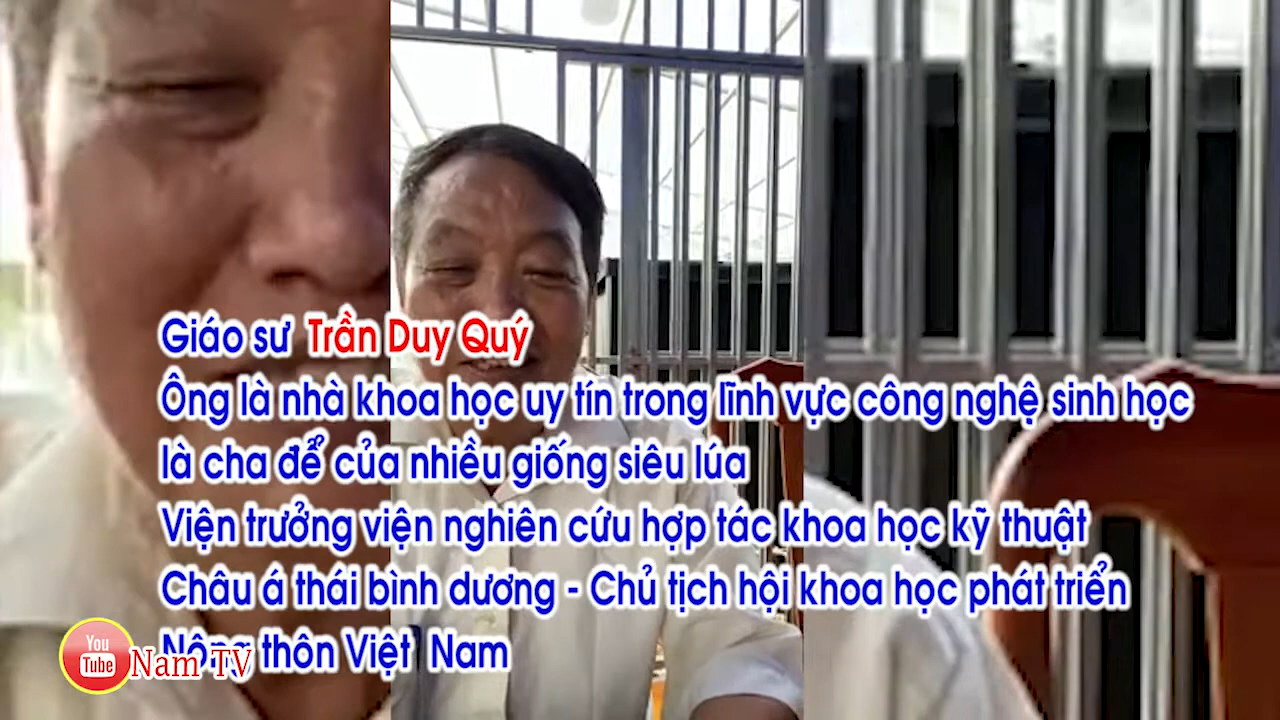 Giáo sư Trần Duy Quý
Ông là nhà khoa học uy tín trong lĩnh vực công nghệ sinh học
là cha để của nhiều giống siêu lúa
Viện trưởng viện nghiên cứu hợp tác khoa học kỹ thuật
Châu á thái bình dương - Chủ tịch hội khoa học phát triển
Nông thôn Việt Nam
You
Tube
Nam TV